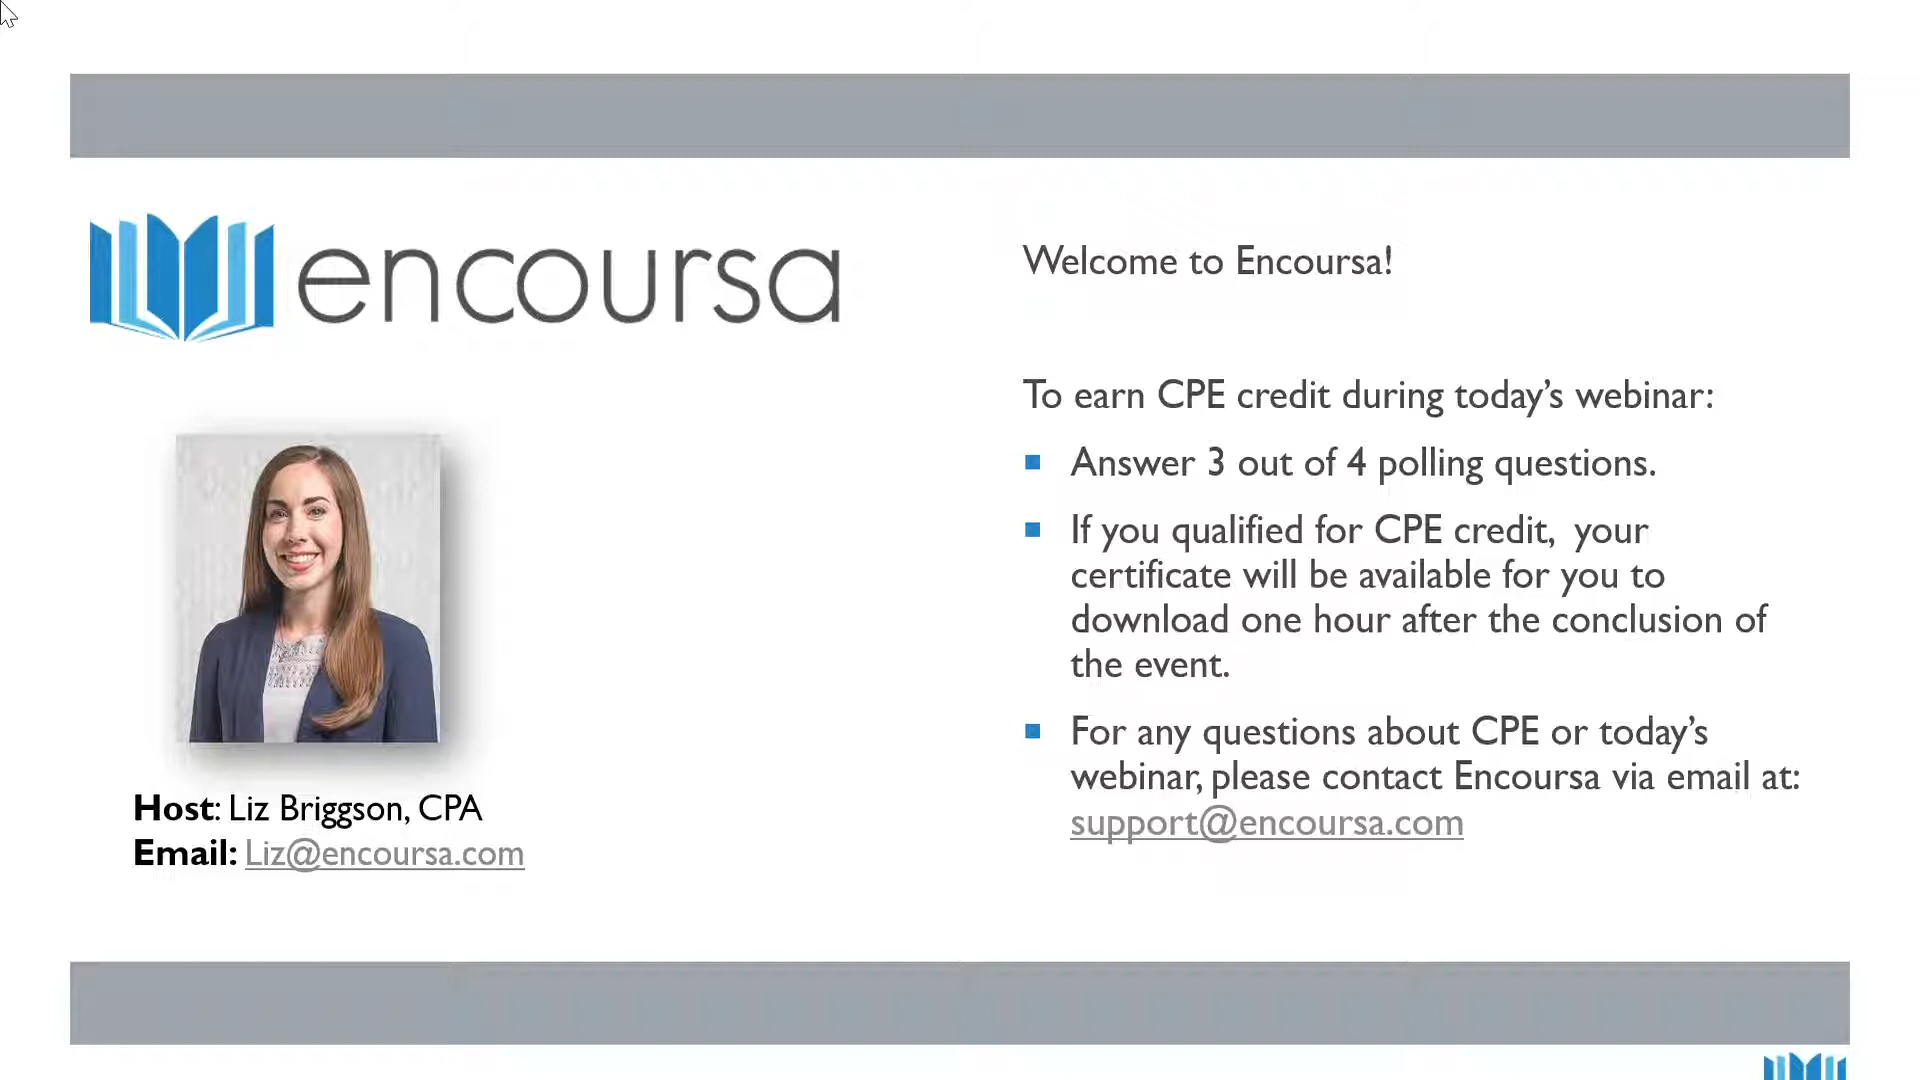 encoursa
Host: Liz Briggson, CPA
Email: Liz@encoursa.com
Welcome to Encoursa!
To earn CPE credit during today's webinar:
Answer 3 out of 4 polling questions.
If you qualified for CPE credit,  your
certificate will be available for you to
download one hour after the conclusion of
the event.
For any questions about CPE or today's
webinar, please contact Encoursa via email at:
support@encoursa.com